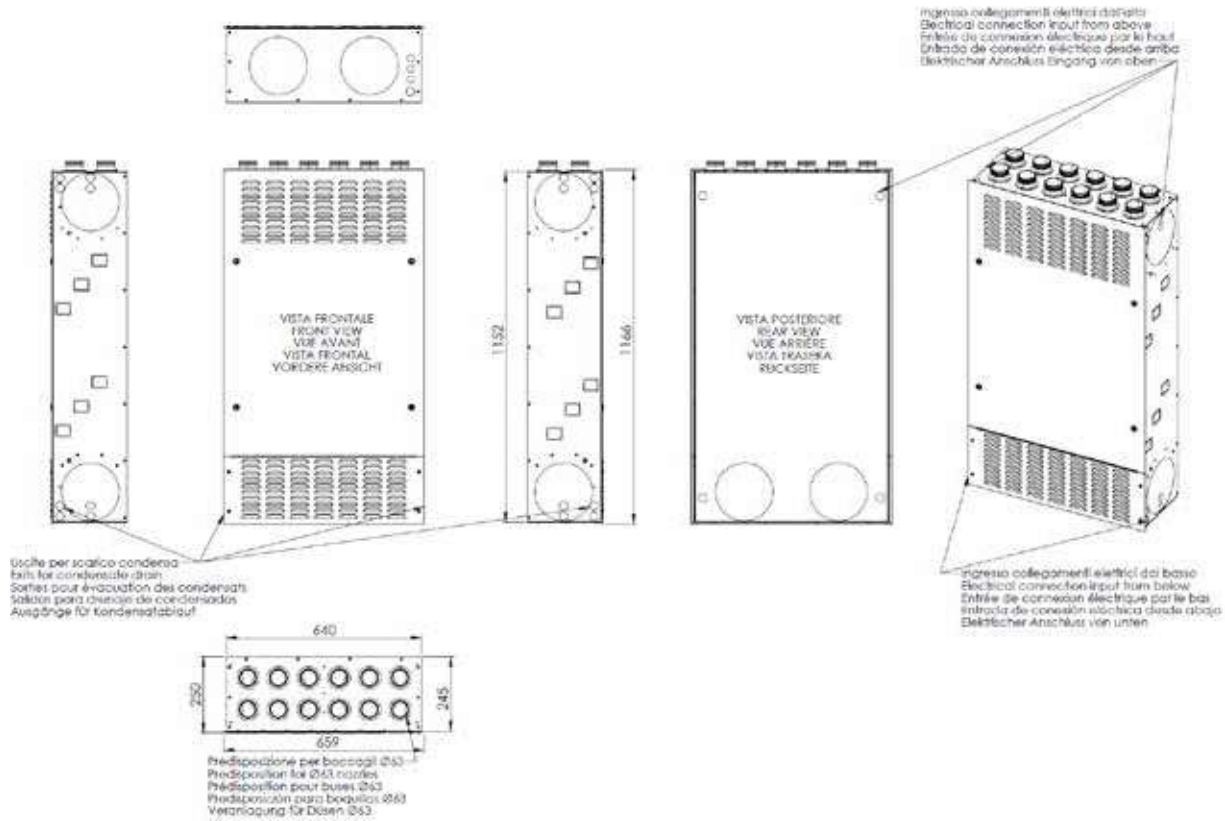 Ingresso collegamenti elettrici dall'alto
Electrical connection input from above
Entrée de connexion électrique par le haut
Entrada de conexión eléctrica desde arriba
Elektrischer Anschluss Eingang von oben
VISTA FRONTALE
FRONT VIEW
VUE AVANT
VISTA FRONTAL
VORDERE ABSICHT
1152
1166
VISTA POSTERIORE
REAR VIEW
VUE ARRIÈRE
VISTA TRASERA
RÜCKSEITE
Uscite per scarico condensa
Exits for condensate drain
Sorties pour évacuation des condensats
Salidas para drenaje de condensados
Ausgänge für Kondensatablauf
Ingresso collegamenti elettrici dal basso
Electrical connection input from below
Entrée de connexion électrique par le bas
Entrada de conexión eléctrica desde abajo
Elektrischer Anschluss von unten
640
250
245
659
Predisposizione per boccagli Ø63
Predisposition for Ø63 nozzles
Prédisposition pour buses Ø63
Predisposición para boquillas Ø63
Veranlagung für Düsen Ø63